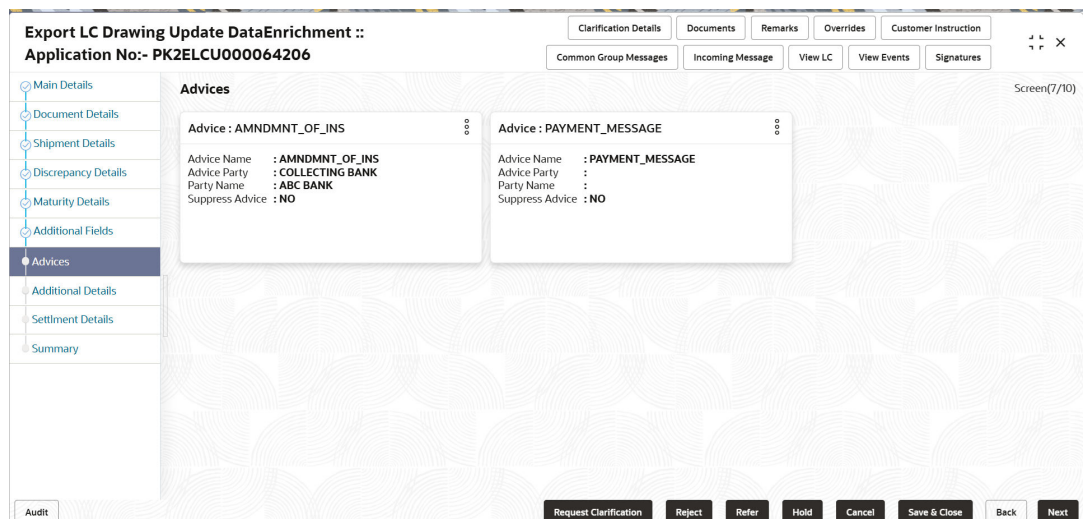 Export LC Drawing Update DataEnrichment ::
Application No:- PK2ELCU000064206
Clarification Details
Documents
Remarks
Overrides
Customer Instruction
Common Group Messages
Incoming Message
View LC
View Events
Signatures
Main Details
Document Details
Shipment Details
Discrepancy Details
Maturity Details
Additional Fields
Advices
Additional Details
Settlment Details
Summary
Advices
Screen(7/10)
Advice : AMNDMNT_OF_INS
Advice Name : AMNDMNT_OF_INS
Advice Party : COLLECTING BANK
Party Name : ABC BANK
Suppress Advice : NO
Advice : PAYMENT_MESSAGE
Advice Name : PAYMENT_MESSAGE
Advice Party :
Party Name :
Suppress Advice : NO
Audit
Request Clarification
Reject
Refer
Hold
Cancel
Save & Close
Back
Next